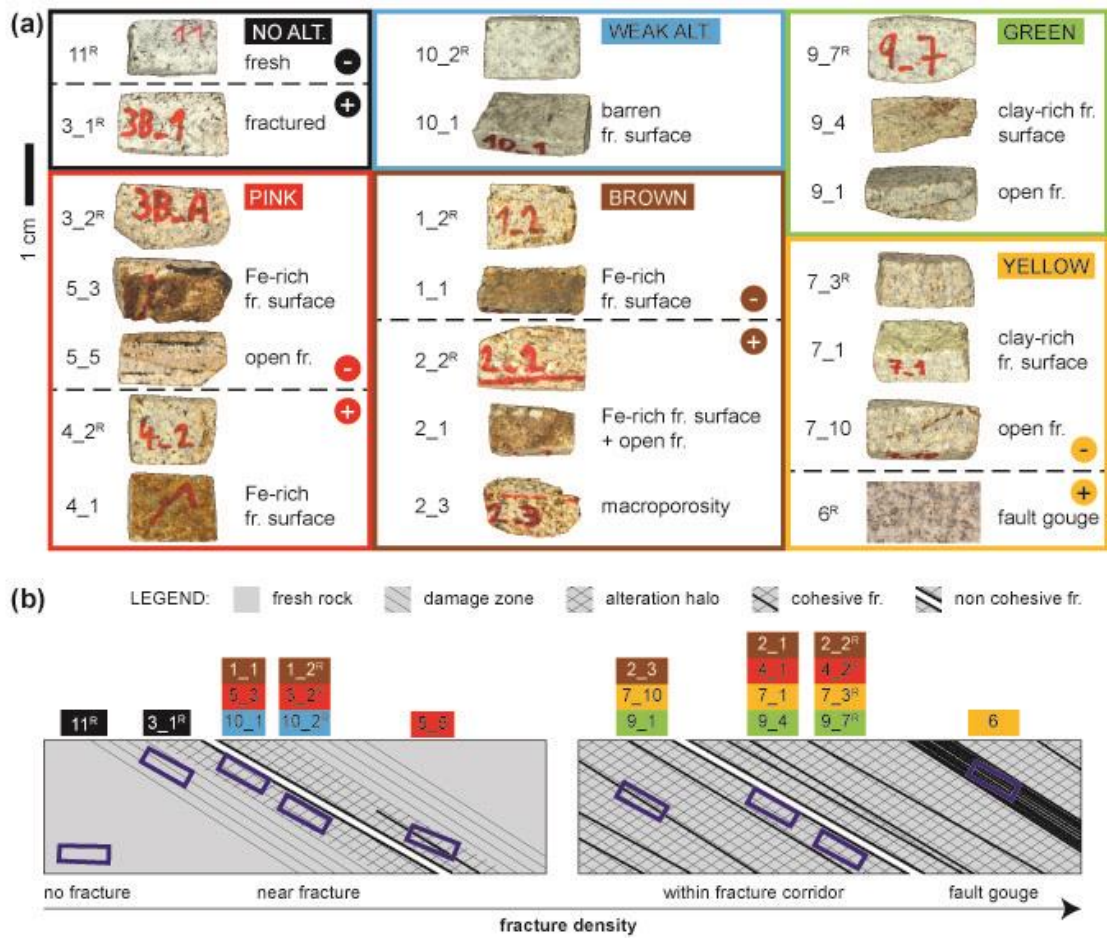 (a)
NO ALT.
11R
fresh
11
-
3_1R
3B_1
fractured
+
WEAK ALT.
10_2R
10_1
10_1
barren
fr. surface
GREEN
9_7R
9_7
9_4
clay-rich fr.
surface
9_1
open fr.
1 cm
PINK
3_2R
3B_A
5_3
Fe-rich
fr. surface
5_5
open fr.
-
+
4_2R
4_2
4_1
Fe-rich
fr. surface
BROWN
1_2R
1_2
1_1
Fe-rich
fr. surface
-
+
2_2R
2_2
2_1
Fe-rich fr. surface
+ open fr.
2_3
2_3
macroporosity
YELLOW
7_3R
7_1
7_1
clay-rich
fr. surface
7_10
open fr.
-
+
6R
fault gouge
(b)
LEGEND: fresh rock damage zone alteration halo cohesive fr. non cohesive fr.
1_1 1_2R 2_3 2_1 2_2R
5_3 3_2R 7_10 4_1 4_2R
11R 3_1R 10_1 10_2R 5_5 9_1 7_1 7_3R 6
9_4 9_7R
no fracture near fracture within fracture corridor fault gouge
fracture density